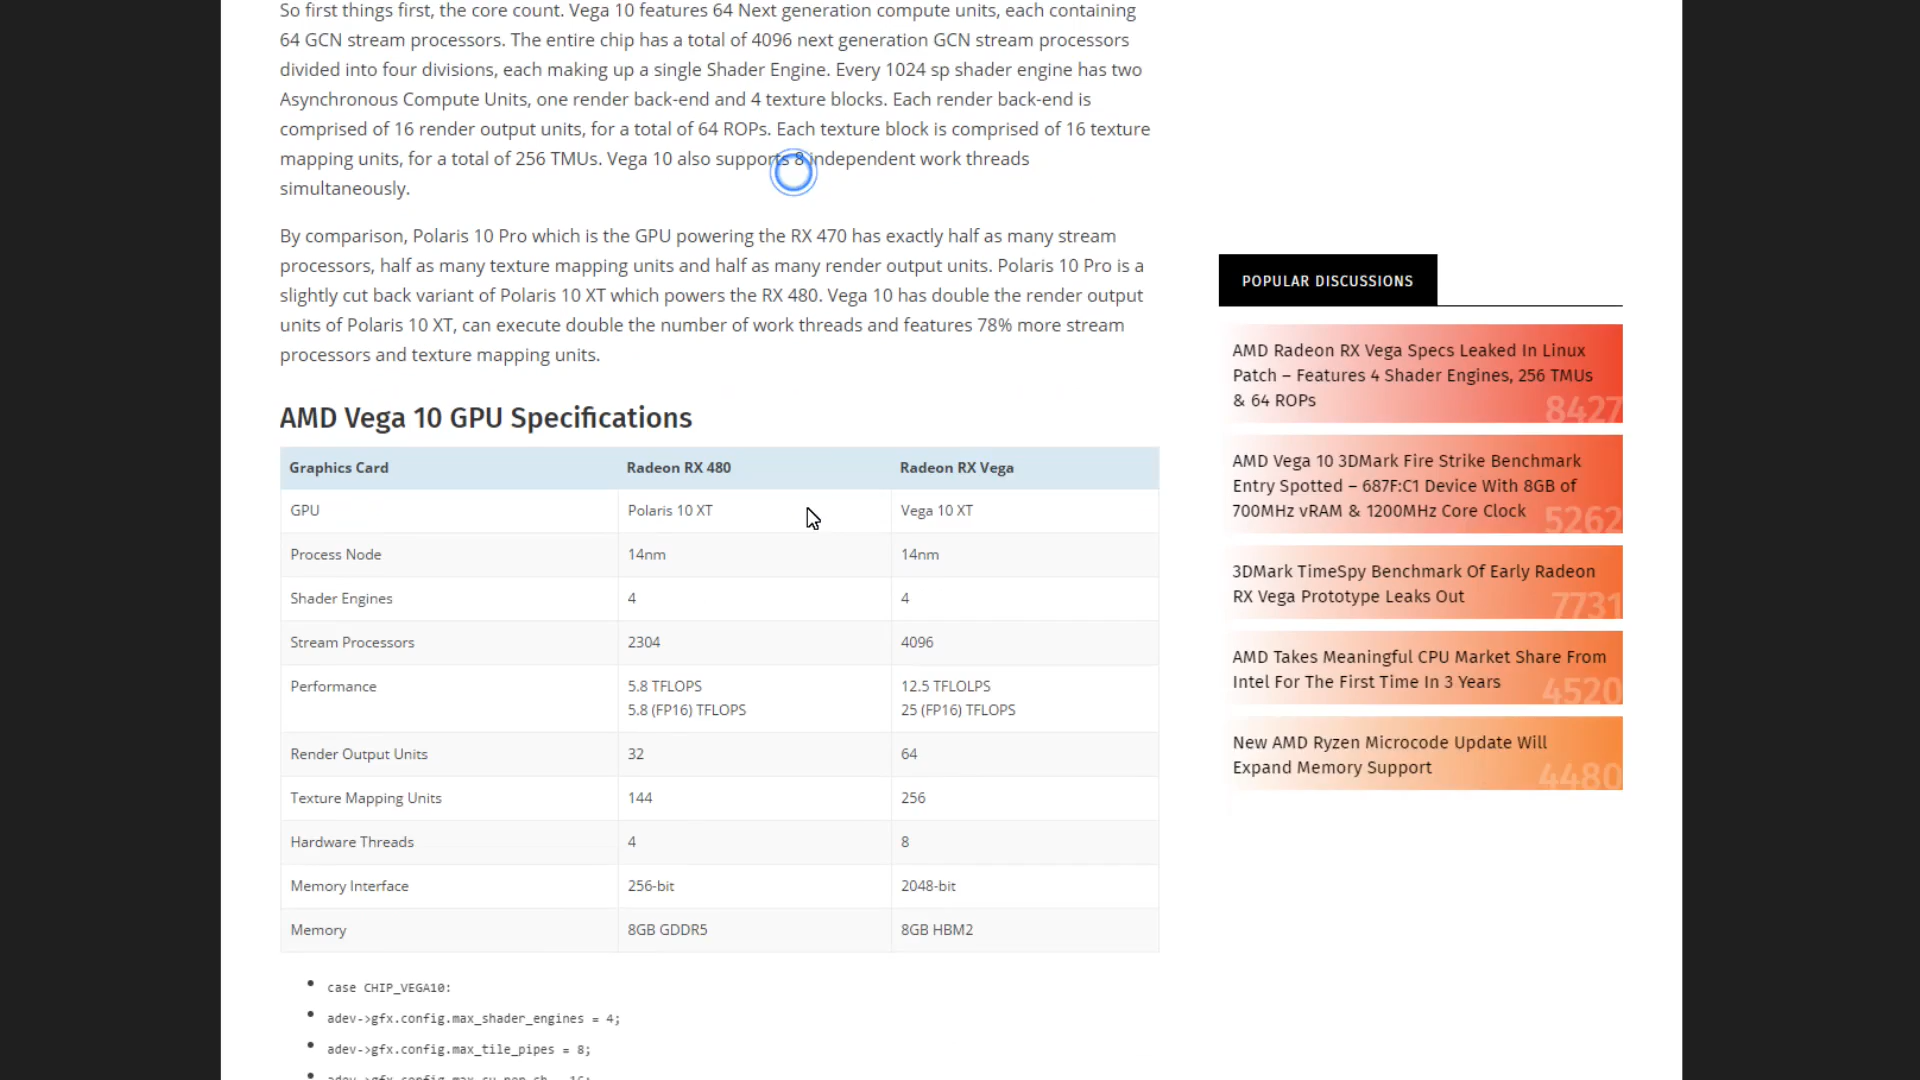 So first things first, the core count. Vega 10 features 64 Next generation compute units, each containing
64 GCN stream processors. The entire chip has a total of 4096 next generation GCN stream processors
divided into four divisions, each making up a single Shader Engine. Every 1024 sp shader engine has two
Asynchronous Compute Units, one render back-end and 4 texture blocks. Each render back-end is
comprised of 16 render output units, for a total of 64 ROPs. Each texture block is comprised of 16 texture
mapping units, for a total of 256 TMUs. Vega 10 also supports 8 independent work threads
simultaneously.
By comparison, Polaris 10 Pro which is the GPU powering the RX 470 has exactly half as many stream
processors, half as many texture mapping units and half as many render output units. Polaris 10 Pro is a
slightly cut back variant of Polaris 10 XT which powers the RX 480. Vega 10 has double the render output
units of Polaris 10 XT, can execute double the number of work threads and features 78% more stream
processors and texture mapping units.
AMD Vega 10 GPU Specifications
Graphics Card Radeon RX 480 Radeon RX Vega
GPU Polaris 10 XT Vega 10 XT
Process Node 14nm 14nm
Shader Engines 4 4
Stream Processors 2304 4096
Performance 5.8 TFLOPS 12.5 TFLOLPS
5.8 (FP16) TFLOPS 25 (FP16) TFLOPS
Render Output Units 32 64
Texture Mapping Units 144 256
Hardware Threads 4 8
Memory Interface 256-bit 2048-bit
Memory 8GB GDDR5 8GB HBM2
• case CHIP_VEGA10:
• adev->gfx.config.max_shader_engines = 4;
• adev->gfx.config.max_tile_pipes = 8;
• adev->gfx.config.max_cu_per_sh = 16;
POPULAR DISCUSSIONS
AMD Radeon RX Vega Specs Leaked In Linux
Patch – Features 4 Shader Engines, 256 TMUs
& 64 ROPs
8427
AMD Vega 10 3DMark Fire Strike Benchmark
Entry Spotted – 687F:C1 Device With 8GB of
700MHz vRAM & 1200MHz Core Clock
5262
3DMark TimeSpy Benchmark Of Early Radeon
RX Vega Prototype Leaks Out
7731
AMD Takes Meaningful CPU Market Share From
Intel For The First Time In 3 Years
4520
New AMD Ryzen Microcode Update Will
Expand Memory Support
4480